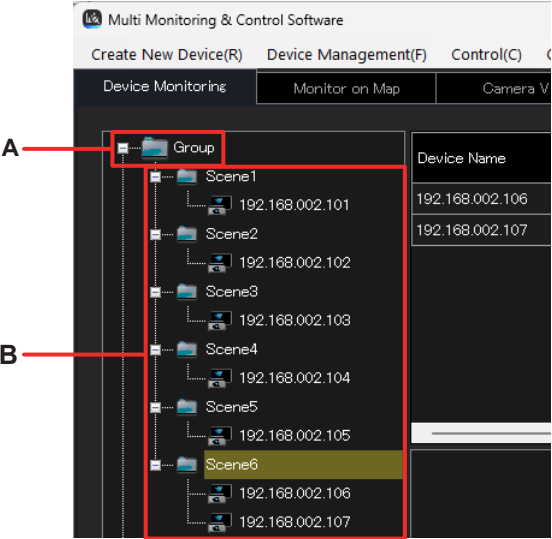 Multi Monitoring & Control Software
Create New Device(R) Device Management(F) Control(C)
Device Monitoring Monitor on Map Camera V
A
Group
Device Name
Scene1
192.168.002.106
192.168.002.101
192.168.002.107
Scene2
192.168.002.102
Scene3
192.168.002.103
B
Scene4
192.168.002.104
Scene5
192.168.002.105
Scene6
192.168.002.106
192.168.002.107